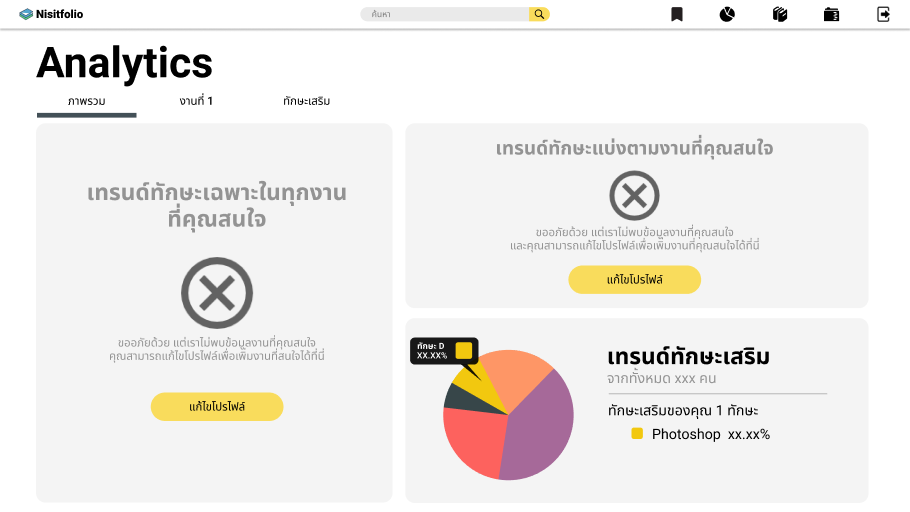 Nisitfolio
ค้นหา
Analytics
ภาพรวม
งานที่ 1
ทักษะเสริม
เทรนด์ทักษะเฉพาะในทุกงาน
ที่คุณสนใจ
ขออภัยด้วย แต่เราไม่พบข้อมูลงานที่คุณสนใจ
คุณสามารถแก้ไขโปรไฟล์เพื่อเพิ่มงานที่สนใจได้ที่นี่
แก้ไขโปรไฟล์
เทรนด์ทักษะแบ่งตามงานที่คุณสนใจ
ขออภัยด้วย แต่เราไม่พบข้อมูลงานที่คุณสนใจ
และคุณสามารถแก้ไขโปรไฟล์เพื่อเพิ่มงานที่คุณสนใจได้ที่นี่
แก้ไขโปรไฟล์
ทักษะ D
XX.XX%
เทรนด์ทักษะเสริม
จากทั้งหมด xxx คน
ทักษะเสริมของคุณ 1 ทักษะ
Photoshop xx.xx%